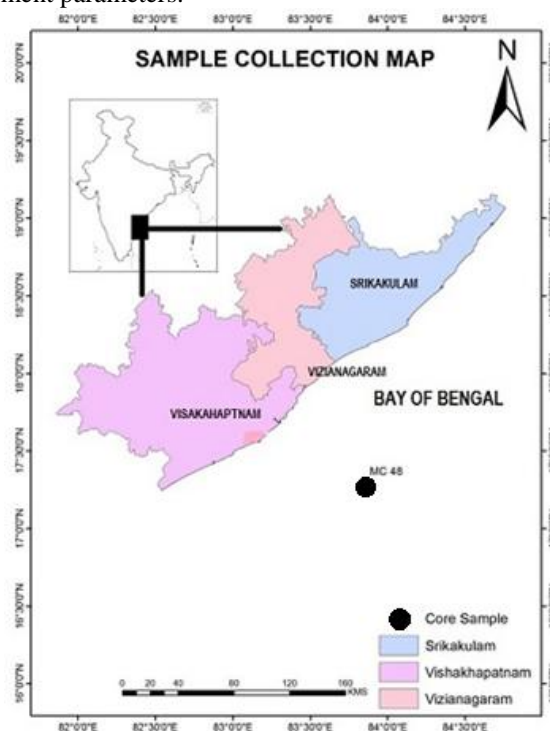 ment parameters.
82°0'0"E 82°30'0"E 83°0'0"E 83°30'0"E 84°0'0"E 84°30'0"E
SAMPLE COLLECTION MAP
N
20°0'0"N
19°30'0"N
19°0'0"N
18°30'0"N
18°0'0"N
17°30'0"N
17°0'0"N
16°30'0"N
16°0'0"N
SRIKAKULAM
VIZIANAGARAM
BAY OF BENGAL
VISAKAHAPTNAM
MC 48
Core Sample
Srikakulam
Vishakhapatnam
Vizianagaram
0 20 40 80 120 160
KMS
82°0'0"E 82°30'0"E 83°0'0"E 83°30'0"E 84°0'0"E 84°30'0"E